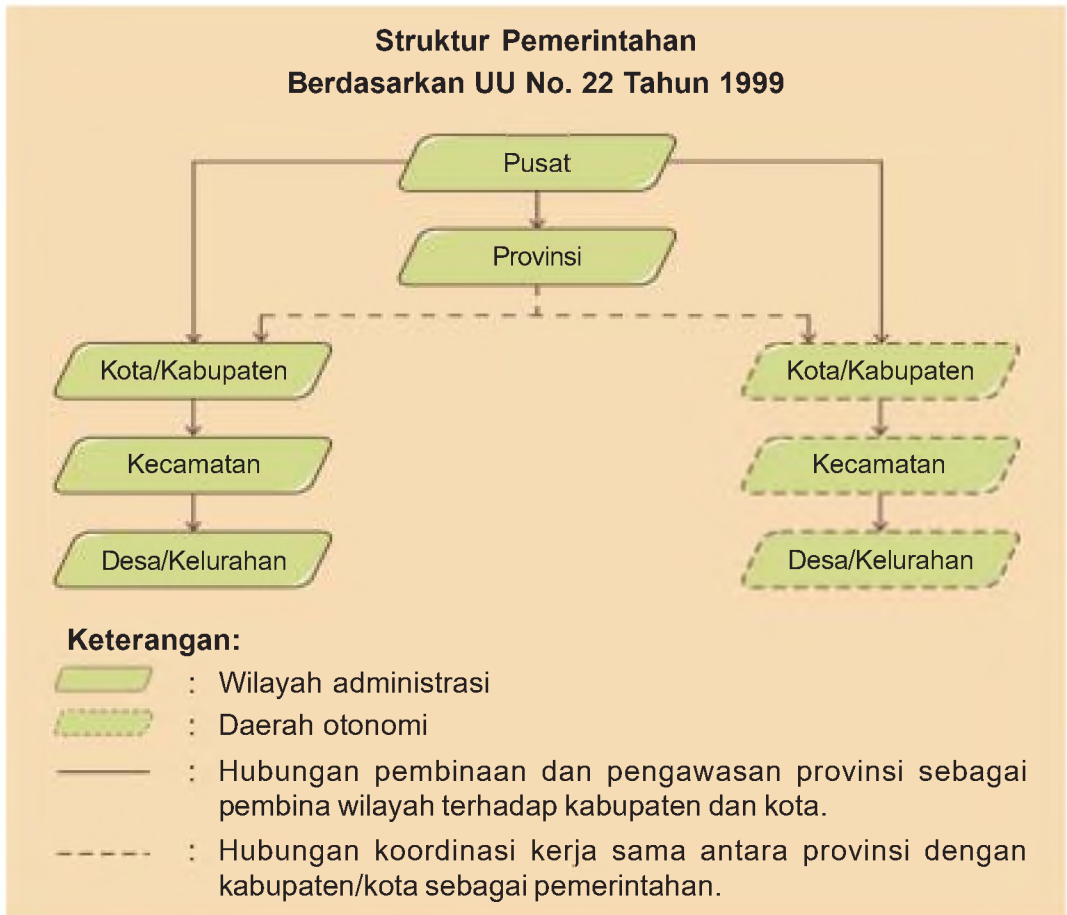 Struktur Pemerintahan
Berdasarkan UU No. 22 Tahun 1999
Pusat
Provinsi
Kota/Kabupaten
Kecamatan
Desa/Kelurahan
Kota/Kabupaten
Kecamatan
Desa/Kelurahan
Keterangan:
: Wilayah administrasi
: Daerah otonomi
: Hubungan pembinaan dan pengawasan provinsi sebagai
pembina wilayah terhadap kabupaten dan kota.
: Hubungan koordinasi kerja sama antara provinsi dengan
kabupaten/kota sebagai pemerintahan.